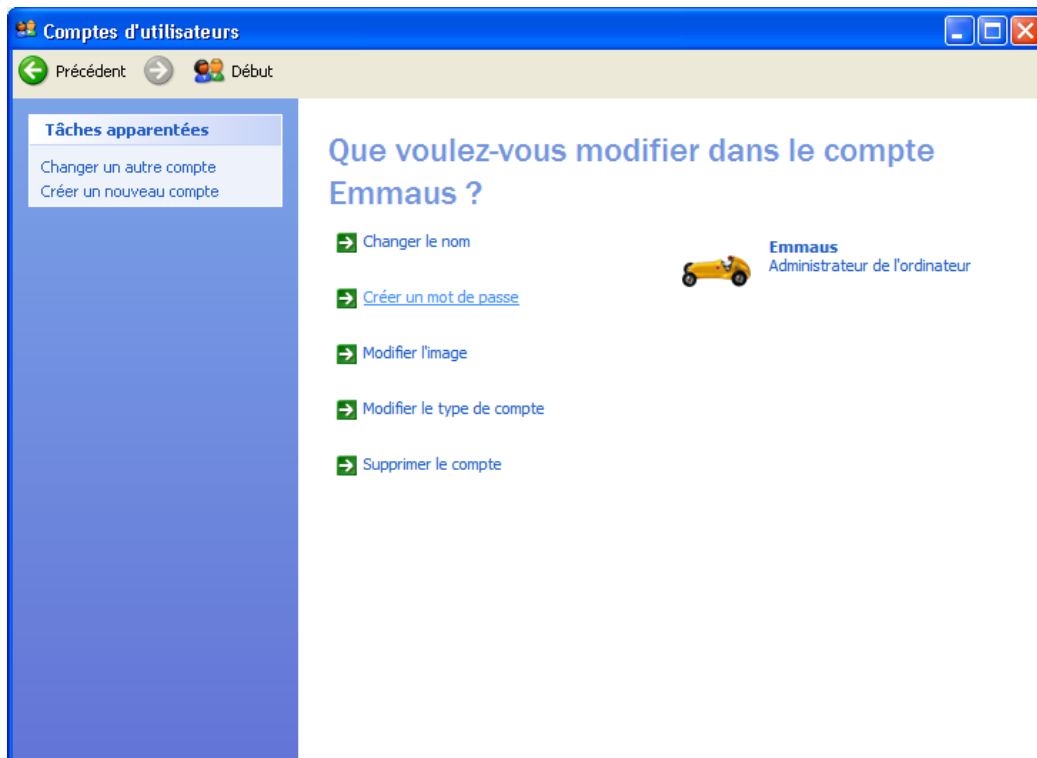 Comptes d'utilisateurs
Précédent
Début
Tâches apparentées
Changer un autre compte
Créer un nouveau compte
Que voulez-vous modifier dans le compte
Emmaus ?
Changer le nom
Créer un mot de passe
Modifier l'image
Modifier le type de compte
Supprimer le compte
Emmaus
Administrateur de l'ordinateur